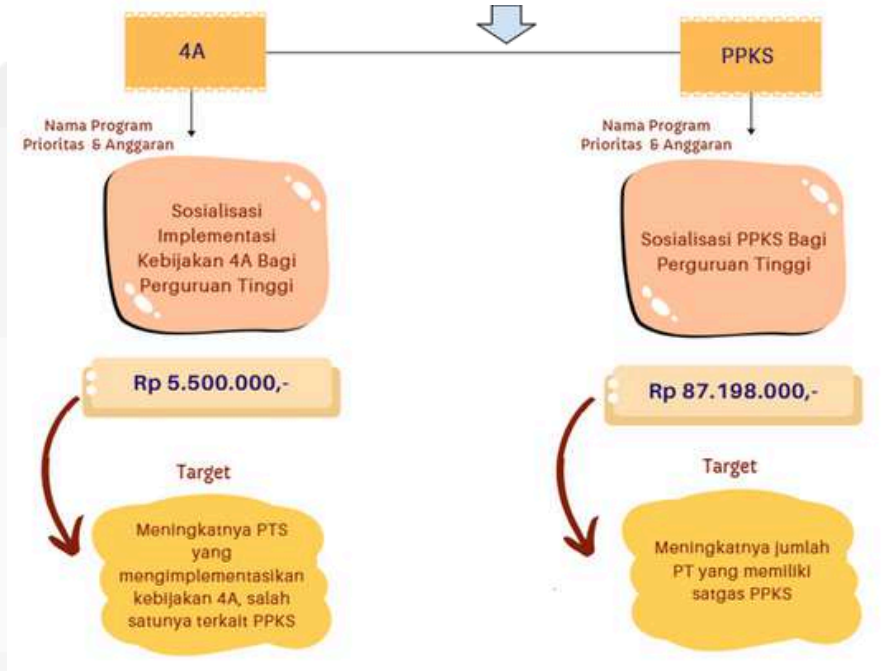 4A
Nama Program
Prioritas & Anggaran
Sosialisasi
Implementasi
Kebijakan 4A Bagi
Perguruan Tinggi
Rp 5.500.000,-
Target
Meningkatnya PTS
yang
mengimplementasikan
kebijakan 4A, salah
satunya terkait PPKS
PPKS
Nama Program
Prioritas & Anggaran
Sosialisasi PPKS Bagi
Perguruan Tinggi
Rp 87.198.000,-
Target
Meningkatnya jumlah
PT yang memiliki
satgas PPKS